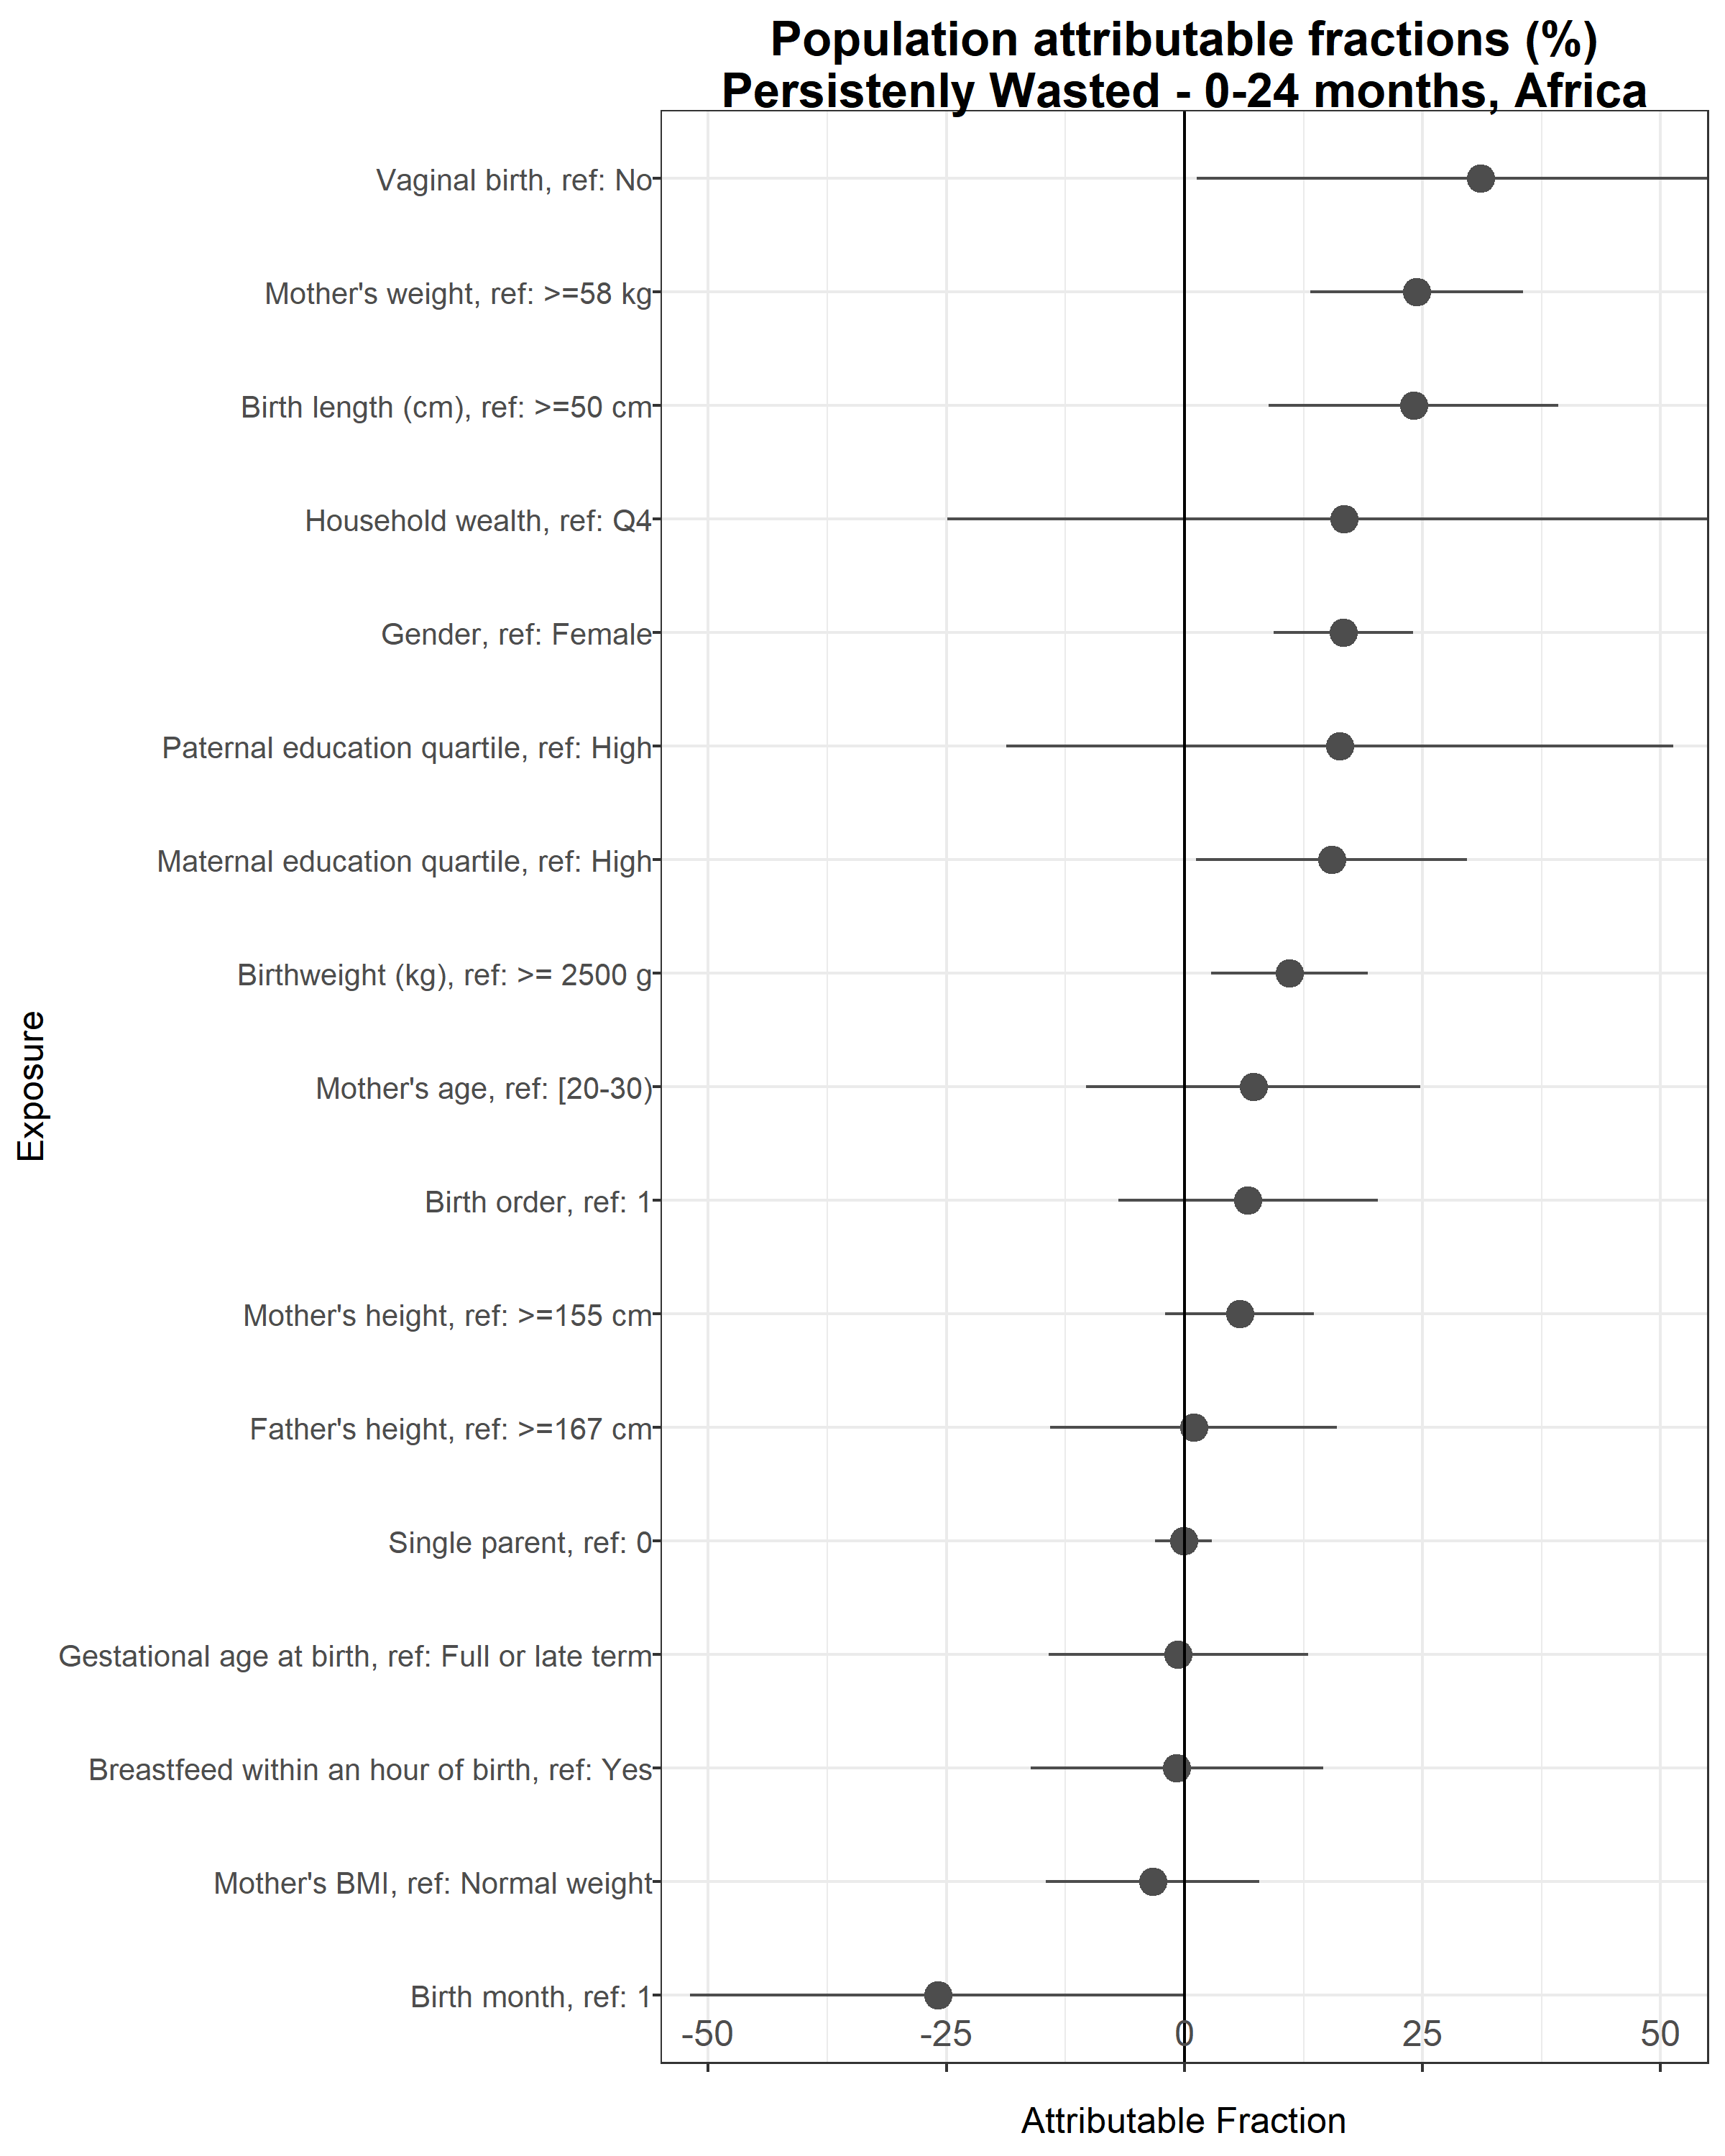 Population attributable fractions (%)
Persistenly Wasted - 0-24 months, Africa
Vaginal birth, ref: No
Mother's weight, ref: >=58 kg
Birth length (cm), ref: >=50 cm
Household wealth, ref: Q4
Gender, ref: Female
Paternal education quartile, ref: High
Maternal education quartile, ref: High
Birthweight (kg), ref: >= 2500 g
Mother's age, ref: [20-30)
Birth order, ref: 1
Mother's height, ref: >=155 cm
Father's height, ref: >=167 cm
Single parent, ref: 0
Gestational age at birth, ref: Full or late term
Breastfeed within an hour of birth, ref: Yes
Mother's BMI, ref: Normal weight
Birth month, ref: 1
Exposure
-50 -25 0 25 50
Attributable Fraction